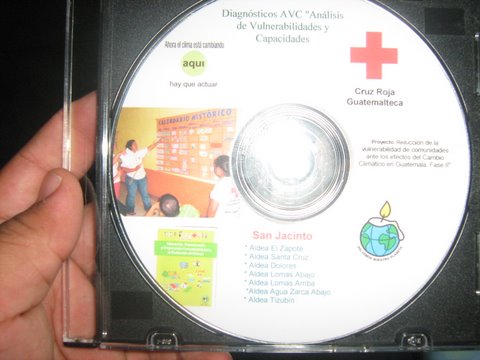 Diagnósticos AVC "Análisis
de Vulnerabilidades y
Capacidades
Ahora el clima está cambiando
aquí
hay que actuar
Cruz Roja
Guatemalteca
CALENDARIO HISTÓRICO
Proyecto: Reducción de la
vulnerabilidad de comunidades
ante los efectos del Cambio
Climático en Guatemala. Fase II"
San Jacinto
* Aldea El Zapote
* Aldea Santa Cruz
* Aldea Dolores
* Aldea Lomas Abajo
* Aldea Lomas Arriba
* Aldea Agua Zarca Abajo
* Aldea Tizubín